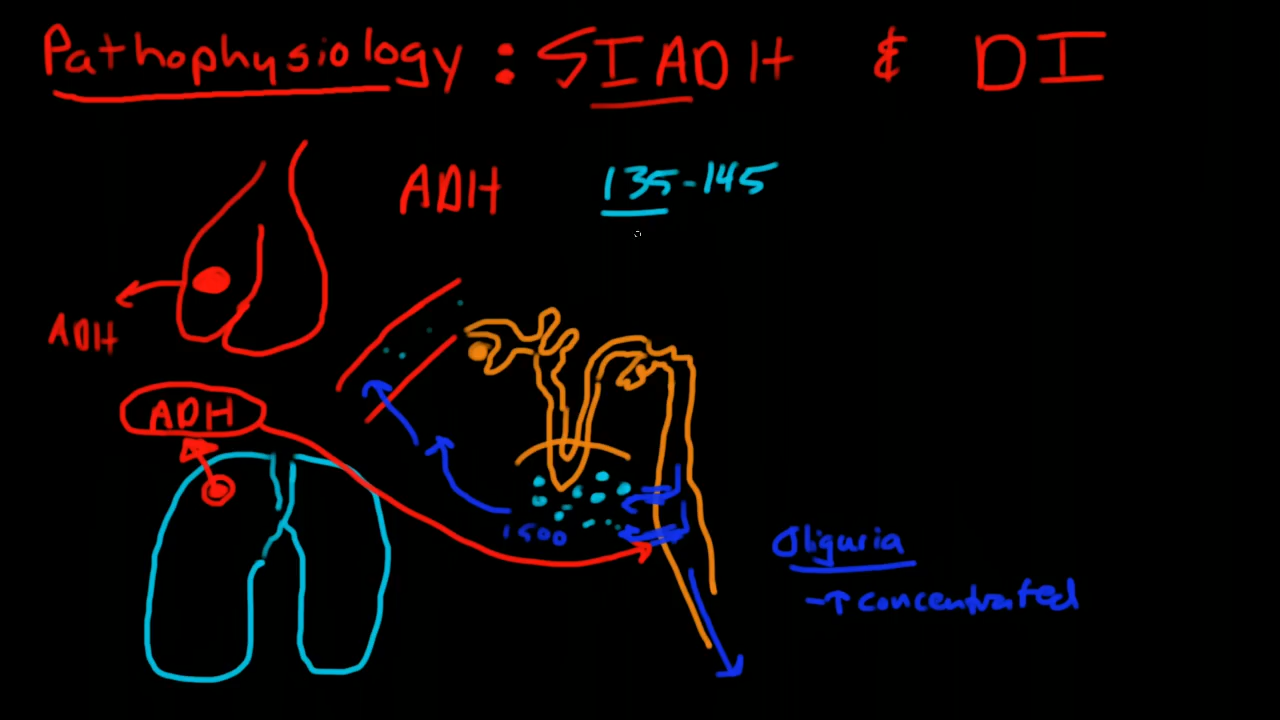 Pathophysiology: SIADH & DI
ADH 135-145
ADH
ADH
1500
Oliguria
-↑ concentrated